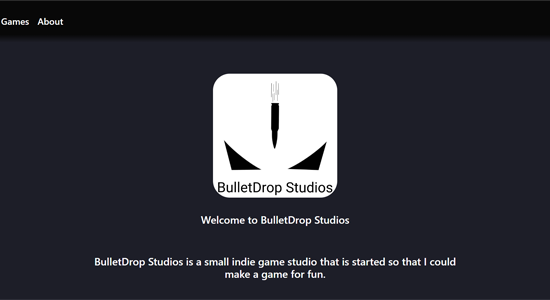 Games About
BulletDrop Studios
Welcome to BulletDrop Studios
BulletDrop Studios is a small indie game studio that is started so that I could
make a game for fun.